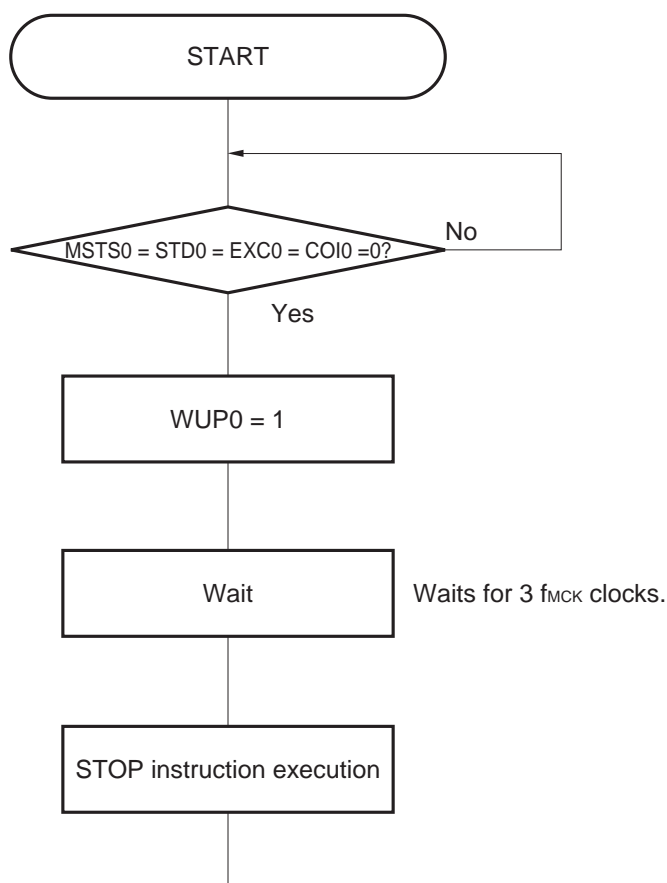 START
No
MSTS0 = STD0 = EXC0 = COI0 =0?
Yes
WUP0 = 1
Wait
Waits for 3 fMCK clocks.
STOP instruction execution